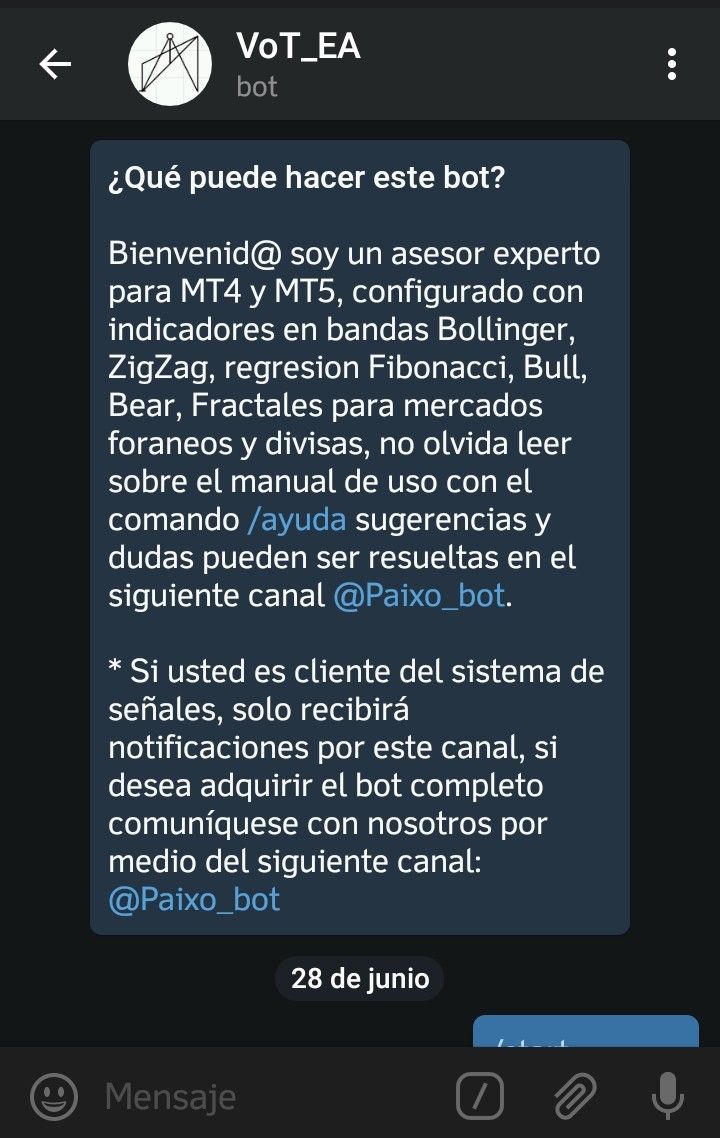 VoT_EA
bot
¿Qué puede hacer este bot?
Bienvenid@ soy un asesor experto
para MT4 y MT5, configurado con
indicadores en bandas Bollinger,
ZigZag, regresion Fibonacci, Bull,
Bear, Fractales para mercados
foraneos y divisas, no olvida leer
sobre el manual de uso con el
comando /ayuda sugerencias y
dudas pueden ser resueltas en el
siguiente canal @Paixo_bot.
* Si usted es cliente del sistema de
señales, solo recibirá
notificaciones por este canal, si
desea adquirir el bot completo
comuníquese con nosotros por
medio del siguiente canal:
@Paixo_bot
28 de junio
/start
Mensaje